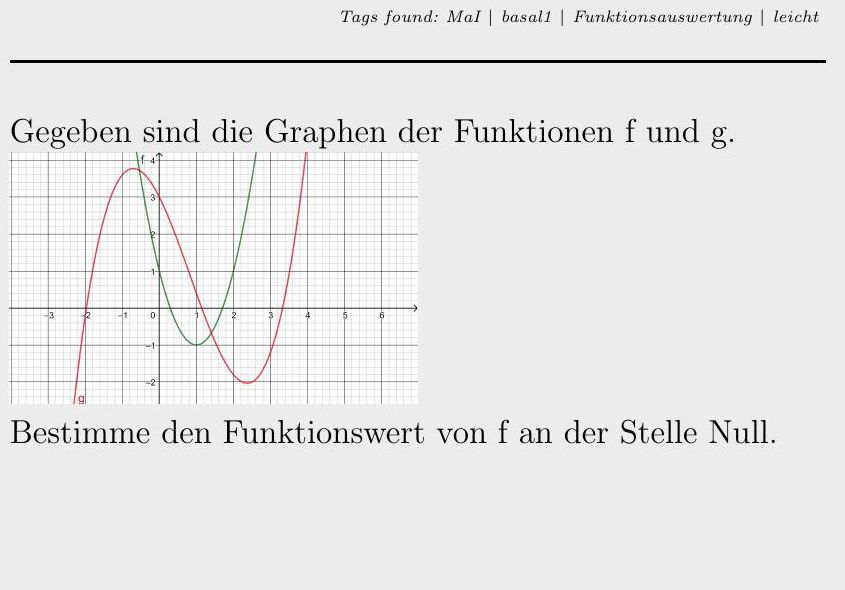 Tags found: MaI | basal1 | Funktionsauswertung | leicht
Gegeben sind die Graphen der Funktionen f und g.
f 4
3
2
1
-3 -2 -1 0 1 2 3 4 5 6
-1
-2
g
Bestimme den Funktionswert von f an der Stelle Null.